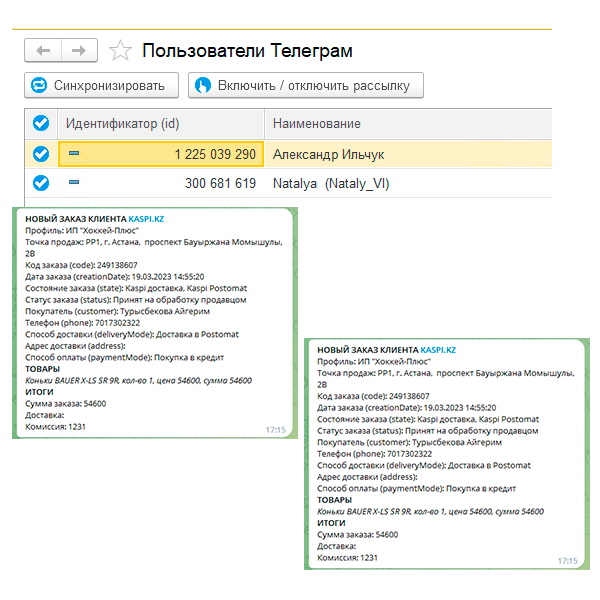 Пользователи Телеграм
Синхронизировать
Включить / отключить рассылку
Идентификатор (id) Наименование
1 225 039 290 Александр Ильчук
300 681 619 Natalya (Nataly_VI)
НОВЫЙ ЗАКАЗ КЛИЕНТА KASPI.KZ
Профиль: ИП "Хоккей-Плюс"
Точка продаж: PP1, г. Астана, проспект Бауыржана Момышулы,
2В
Код заказа (code): 249138607
Дата заказа (creationDate): 19.03.2023 14:55:20
Состояние заказа (state): Kaspi доставка, Kaspi Postomat
Статус заказа (status): Принят на обработку продавцом
Покупатель (customer): Турысбекова Айгерим
Телефон (phone): 7017302322
Способ доставки (deliveryMode): Доставка в Postomat
Адрес доставки (address):
Способ оплаты (paymentMode): Покупка в кредит
ТОВАРЫ
Коньки BAUER X-LS SR 9R, кол-во 1, цена 54600, сумма 54600
ИТОГИ
Сумма заказа: 54600
Доставка:
Комиссия: 1231
17:15
НОВЫЙ ЗАКАЗ КЛИЕНТА KASPI.KZ
Профиль: ИП "Хоккей-Плюс"
Точка продаж: PP1, г. Астана, проспект Бауыржана Момышулы,
2В
Код заказа (code): 249138607
Дата заказа (creationDate): 19.03.2023 14:55:20
Состояние заказа (state): Kaspi доставка, Kaspi Postomat
Статус заказа (status): Принят на обработку продавцом
Покупатель (customer): Турысбекова Айгерим
Телефон (phone): 7017302322
Способ доставки (deliveryMode): Доставка в Postomat
Адрес доставки (address):
Способ оплаты (paymentMode): Покупка в кредит
ТОВАРЫ
Коньки BAUER X-LS SR 9R, кол-во 1, цена 54600, сумма 54600
ИТОГИ
Сумма заказа: 54600
Доставка:
Комиссия: 1231
17:15